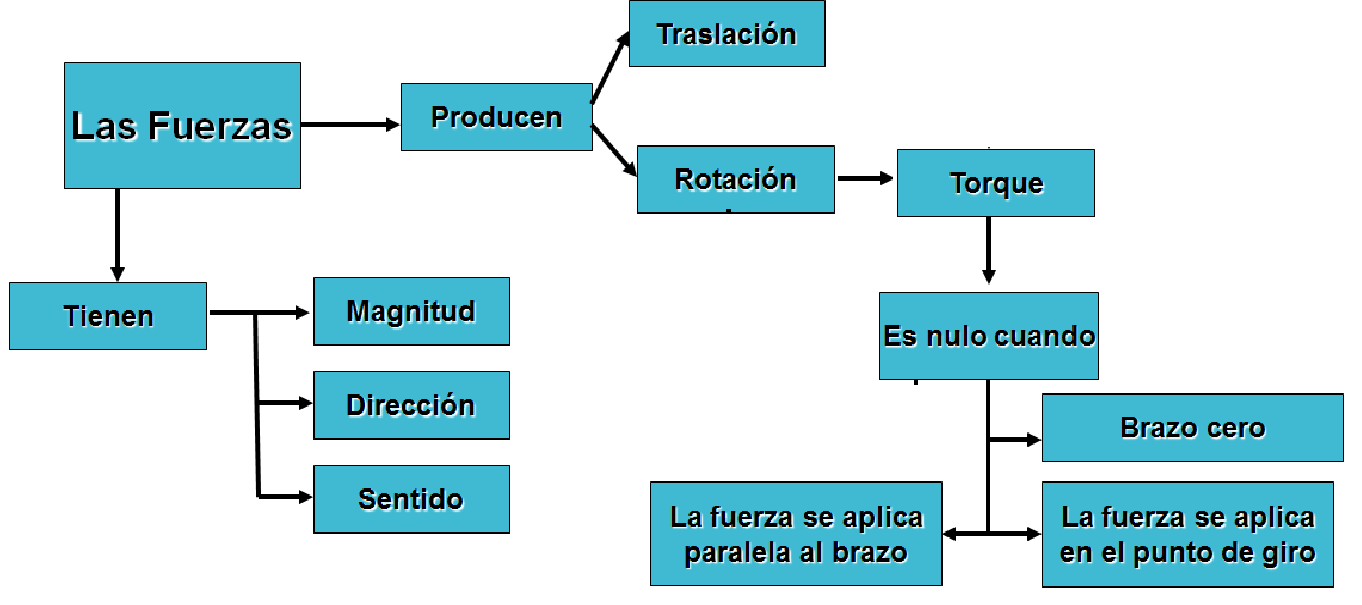 Traslación
Las Fuerzas
Producen
Rotación
Torque
Tienen
Magnitud
Es nulo cuando
Dirección
Brazo cero
Sentido
La fuerza se aplica
paralela al brazo
La fuerza se aplica
en el punto de giro